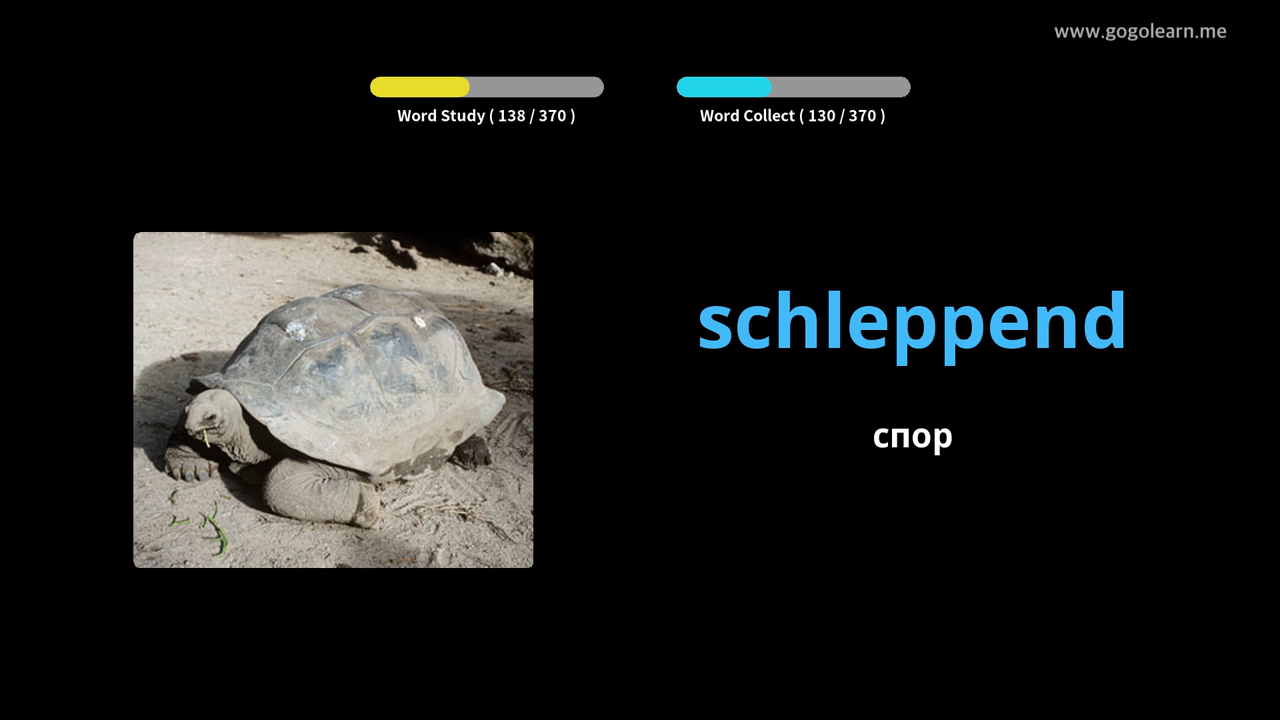 www.gogolearn.me
Word Study ( 138 / 370 )
Word Collect ( 130 / 370 )
schleppend
спор